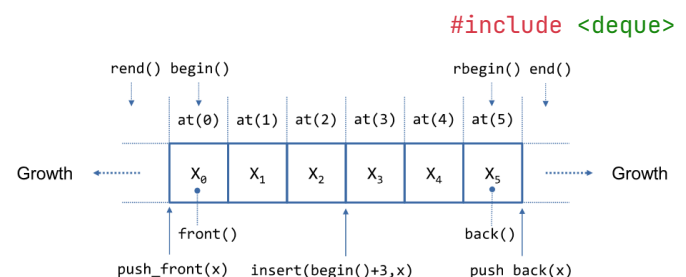 #include <deque>
rend() begin() rbegin() end()
at(0) at(1) at(2) at(3) at(4) at(5)
Growth X0 X1 X2 X3 X4 X5 Growth
front() back()
push_front(x) insert(begin()+3,x) push_back(x)